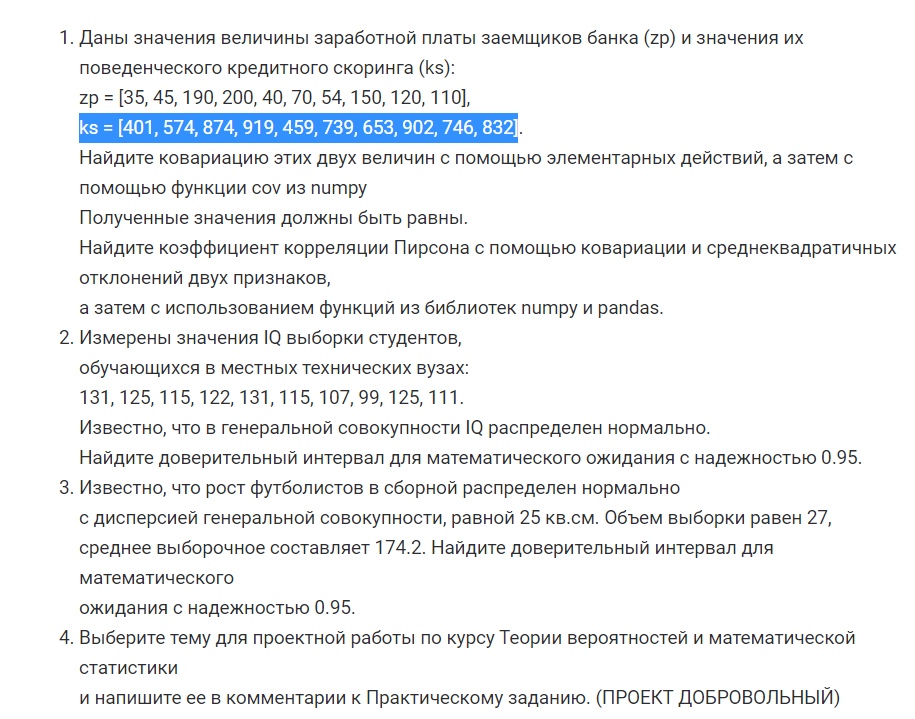 1. Даны значения величины заработной платы заемщиков банка (zp) и значения их
поведенческого кредитного скоринга (ks):
zp = [35, 45, 190, 200, 40, 70, 54, 150, 120, 110],
ks = [401, 574, 874, 919, 459, 739, 653, 902, 746, 832].
Найдите ковариацию этих двух величин с помощью элементарных действий, а затем с
помощью функции cov из numpy
Полученные значения должны быть равны.
Найдите коэффициент корреляции Пирсона с помощью ковариации и среднеквадратичных
отклонений двух признаков,
а затем с использованием функций из библиотек numpy и pandas.
2. Измерены значения IQ выборки студентов,
обучающихся в местных технических вузах:
131, 125, 115, 122, 131, 115, 107, 99, 125, 111.
Известно, что в генеральной совокупности IQ распределен нормально.
Найдите доверительный интервал для математического ожидания с надежностью 0.95.
3. Известно, что рост футболистов в сборной распределен нормально
с дисперсией генеральной совокупности, равной 25 кв.см. Объем выборки равен 27,
среднее выборочное составляет 174.2. Найдите доверительный интервал для
математического
ожидания с надежностью 0.95.
4. Выберите тему для проектной работы по курсу Теории вероятностей и математической
статистики
и напишите ее в комментарии к Практическому заданию. (ПРОЕКТ ДОБРОВОЛЬНЫЙ)